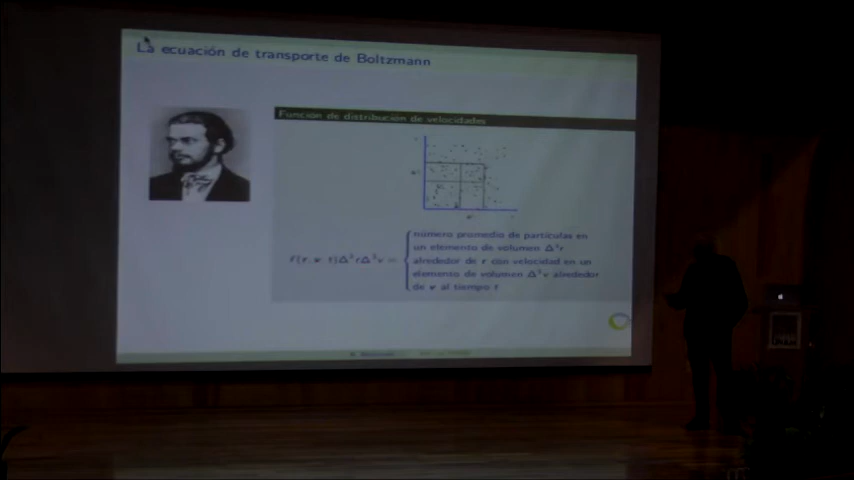 La ecuación de transporte de Boltzmann
Función de distribución de velocidades
f(r, v, t)Δ³rΔ³v =
número promedio de partículas en
un elemento de volumen Δ³r
alrededor de r con velocidad en un
elemento de volumen Δ³v alrededor
de v al tiempo t